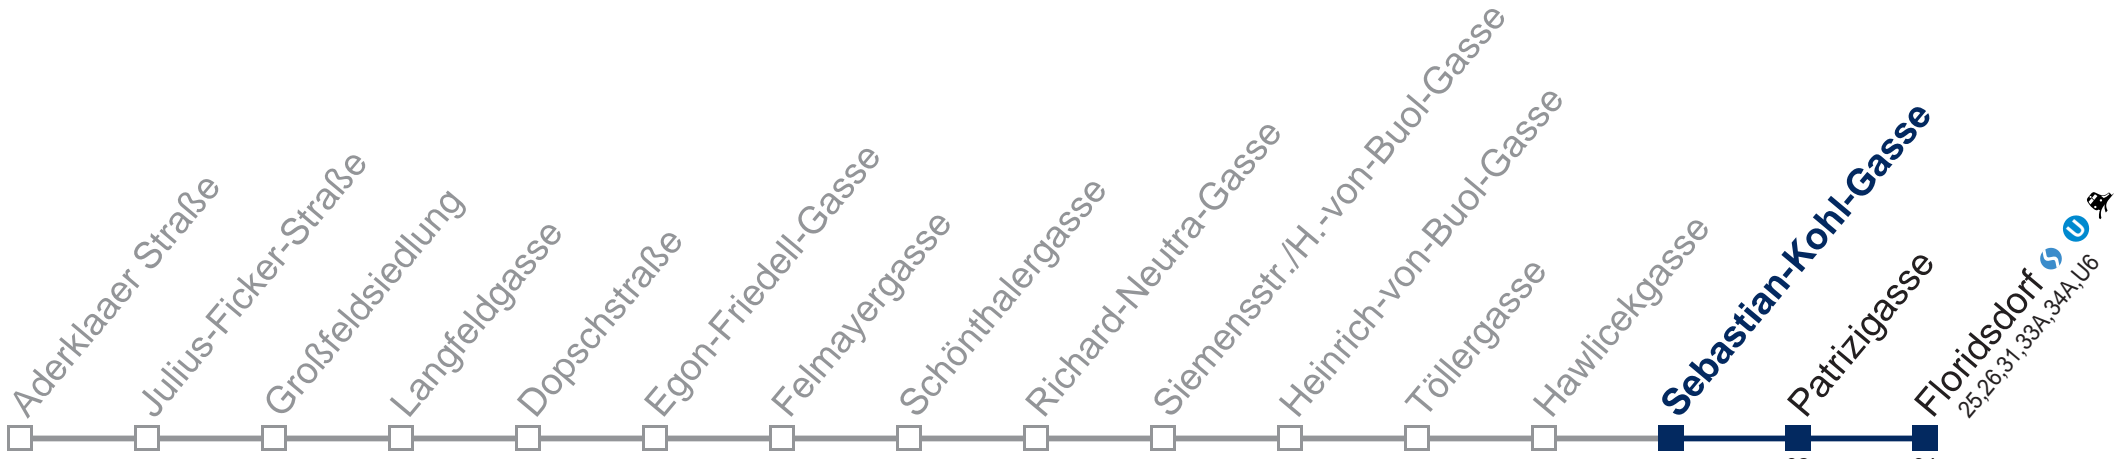 Aderklaaer Straße
Julius-Ficker-Straße
Großfeldsiedlung
Langfeldgasse
Dopschstraße
Egon-Friedell-Gasse
Felmayergasse
Schönthalergasse
Richard-Neutra-Gasse
Siemensstr./H.-von-Buol-Gasse
Heinrich-von-Buol-Gasse
Töllergasse
Hawlicekgasse
Sebastian-Kohl-Gasse
Patrizigasse
Floridsdorf S U
25,26,31,33A,34A,U6